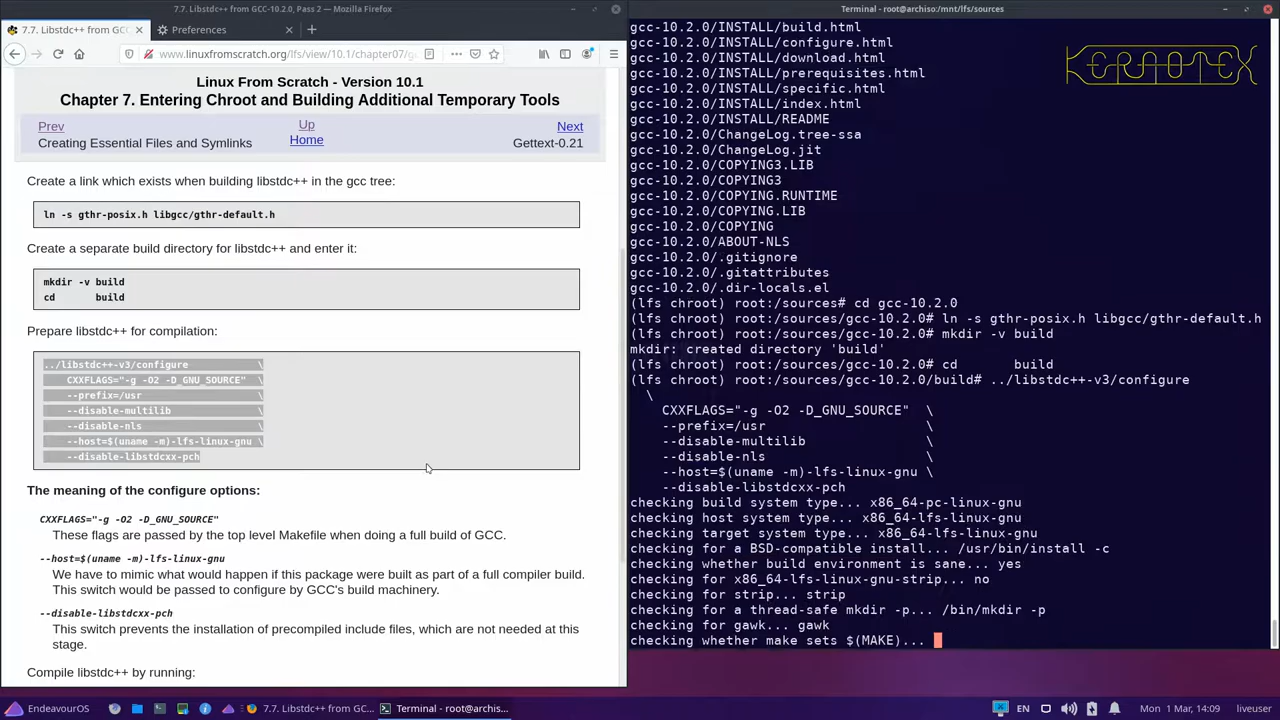 7.7. Libstdc++ from GCC-10.2.0, Pass 2 — Mozilla Firefox
7.7. Libstdc++ from GC
Preferences
www.linuxfromscratch.org/lfs/view/10.1/chapter07/g
Linux From Scratch - Version 10.1
Chapter 7. Entering Chroot and Building Additional Temporary Tools
Prev
Up
Next
Creating Essential Files and Symlinks
Home
Gettext-0.21
Create a link which exists when building libstdc++ in the gcc tree:
ln -s gthr-posix.h libgcc/gthr-default.h
Create a separate build directory for libstdc++ and enter it:
mkdir -v build
cd       build
Prepare libstdc++ for compilation:
../libstdc++-v3/configure            \
    CXXFLAGS="-g -O2 -D_GNU_SOURCE"  \
    --prefix=/usr                    \
    --disable-multilib               \
    --disable-nls                    \
    --host=$(uname -m)-lfs-linux-gnu \
    --disable-libstdcxx-pch
The meaning of the configure options:
CXXFLAGS="-g -O2 -D_GNU_SOURCE"
These flags are passed by the top level Makefile when doing a full build of GCC.
--host=$(uname -m)-lfs-linux-gnu
We have to mimic what would happen if this package were built as part of a full compiler build.
This switch would be passed to configure by GCC's build machinery.
--disable-libstdcxx-pch
This switch prevents the installation of precompiled include files, which are not needed at this
stage.
Compile libstdc++ by running:
Terminal - root@archiso:/mnt/lfs/sources
KERAOTEX
gcc-10.2.0/INSTALL/build.html
gcc-10.2.0/INSTALL/configure.html
gcc-10.2.0/INSTALL/download.html
gcc-10.2.0/INSTALL/prerequisites.html
gcc-10.2.0/INSTALL/specific.html
gcc-10.2.0/INSTALL/index.html
gcc-10.2.0/INSTALL/README
gcc-10.2.0/ChangeLog.tree-ssa
gcc-10.2.0/ChangeLog.jit
gcc-10.2.0/COPYING3.LIB
gcc-10.2.0/COPYING3
gcc-10.2.0/COPYING.RUNTIME
gcc-10.2.0/COPYING.LIB
gcc-10.2.0/COPYING
gcc-10.2.0/ABOUT-NLS
gcc-10.2.0/.gitignore
gcc-10.2.0/.gitattributes
gcc-10.2.0/.dir-locals.el
(lfs chroot) root:/sources# cd gcc-10.2.0
(lfs chroot) root:/sources/gcc-10.2.0# ln -s gthr-posix.h libgcc/gthr-default.h
(lfs chroot) root:/sources/gcc-10.2.0# mkdir -v build
mkdir: created directory 'build'
(lfs chroot) root:/sources/gcc-10.2.0# cd       build
(lfs chroot) root:/sources/gcc-10.2.0/build# ../libstdc++-v3/configure
  \
    CXXFLAGS="-g -O2 -D_GNU_SOURCE"  \
    --prefix=/usr                    \
    --disable-multilib               \
    --disable-nls                    \
    --host=$(uname -m)-lfs-linux-gnu \
    --disable-libstdcxx-pch
checking build system type... x86_64-pc-linux-gnu
checking host system type... x86_64-lfs-linux-gnu
checking target system type... x86_64-lfs-linux-gnu
checking for a BSD-compatible install... /usr/bin/install -c
checking whether build environment is sane... yes
checking for x86_64-lfs-linux-gnu-strip... no
checking for strip... strip
checking for a thread-safe mkdir -p... /bin/mkdir -p
checking for gawk... gawk
checking whether make sets $(MAKE)...
EndeavourOS
7.7. Libstdc++ from GC...
Terminal - root@archis...
EN
Mon 1 Mar, 14:09
liveuser